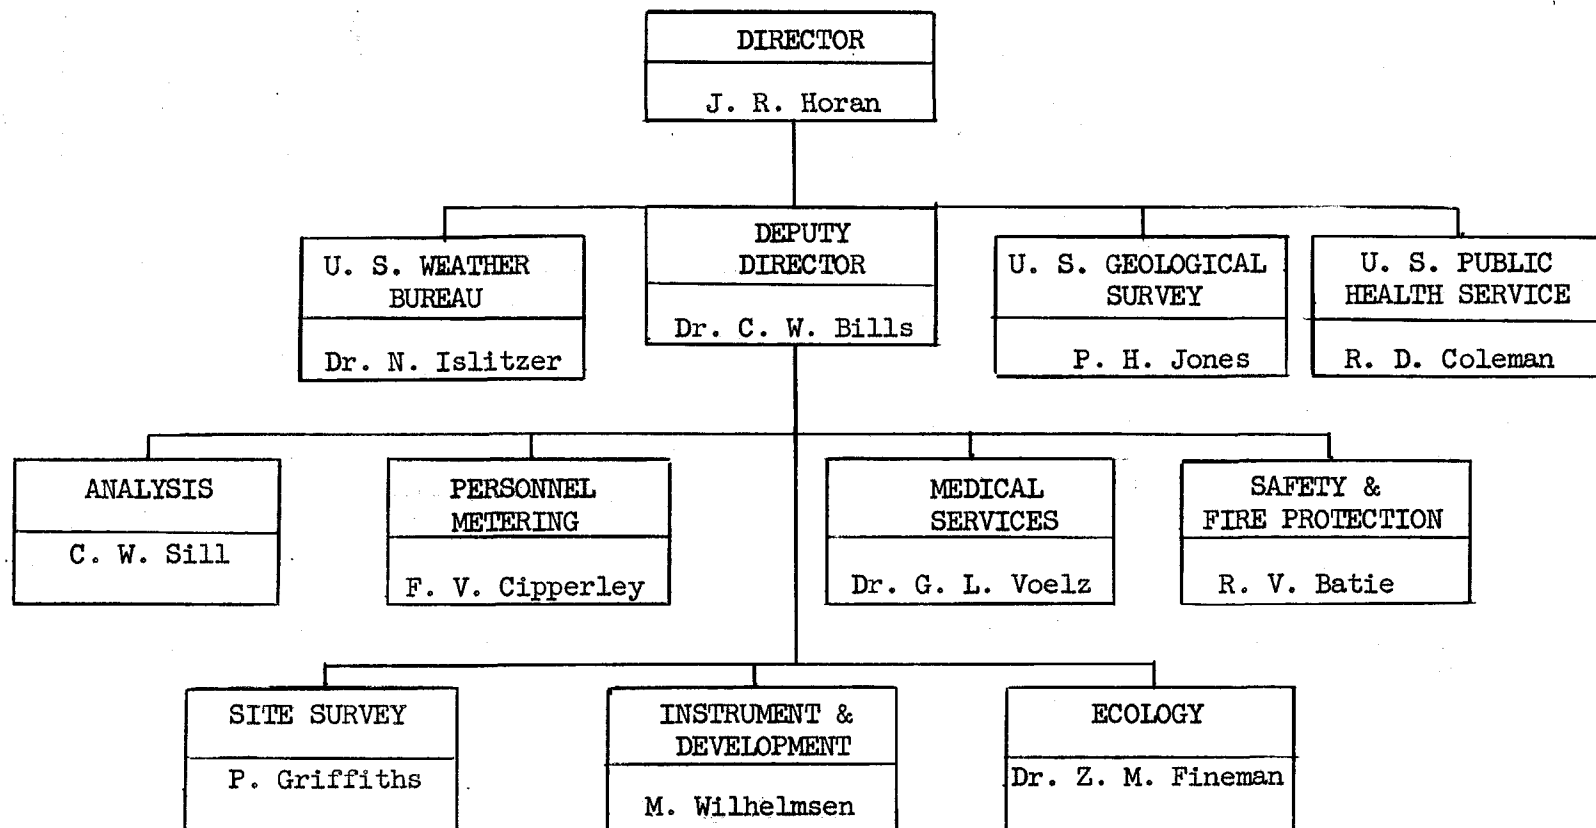 DIRECTOR
J. R. Horan
U. S. WEATHER
BUREAU
Dr. N. Islitzer
DEPUTY
DIRECTOR
Dr. C. W. Bills
U. S. GEOLOGICAL
SURVEY
P. H. Jones
U. S. PUBLIC
HEALTH SERVICE
R. D. Coleman
ANALYSIS
C. W. Sill
PERSONNEL
METERING
F. V. Cipperley
MEDICAL
SERVICES
Dr. G. L. Voelz
SAFETY &
FIRE PROTECTION
R. V. Batie
SITE SURVEY
P. Griffiths
INSTRUMENT &
DEVELOPMENT
M. Wilhelmsen
ECOLOGY
Dr. Z. M. Fineman